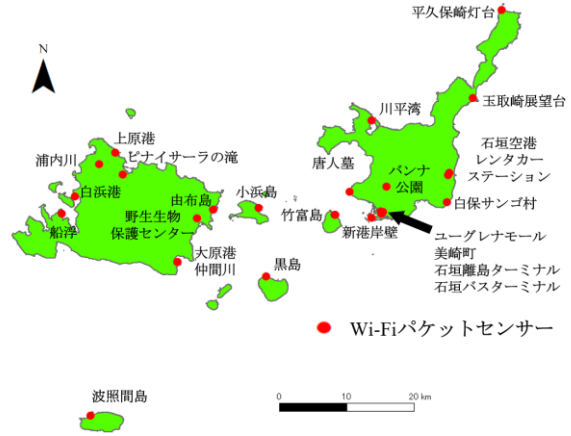 平久保崎灯台
N
玉取崎展望台
川平湾
上原港
ピナイサーラの滝
浦内川
石垣空港
レンタカー
ステーション
唐人墓
バンナ
公園
白浜港
由布島
小浜島
白保サンゴ村
竹富島
野生生物
保護センター
船浮
新港岸壁
ユーグレナモール
美崎町
石垣離島ターミナル
石垣バスターミナル
大原港
仲間川
黒島
Wi-Fiパケットセンサー
波照間島
0 10 20 km